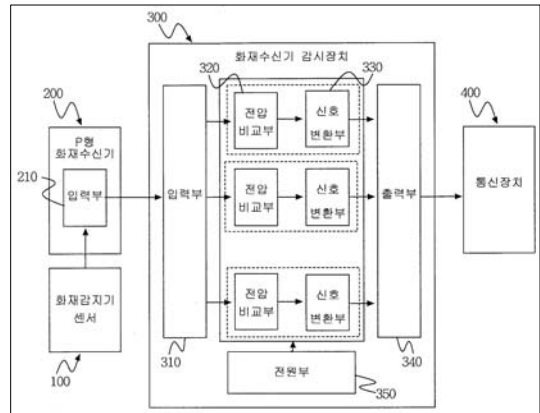 300
화재수신기 감시장치
320
330
200
400
P형
화재수신기
210
입력부
입력부
전압
비교부
신호
변환부
전압
비교부
신호
변환부
전압
비교부
신호
변환부
출력부
통신장치
화재감지기
센서
100
310
전원부
350
340